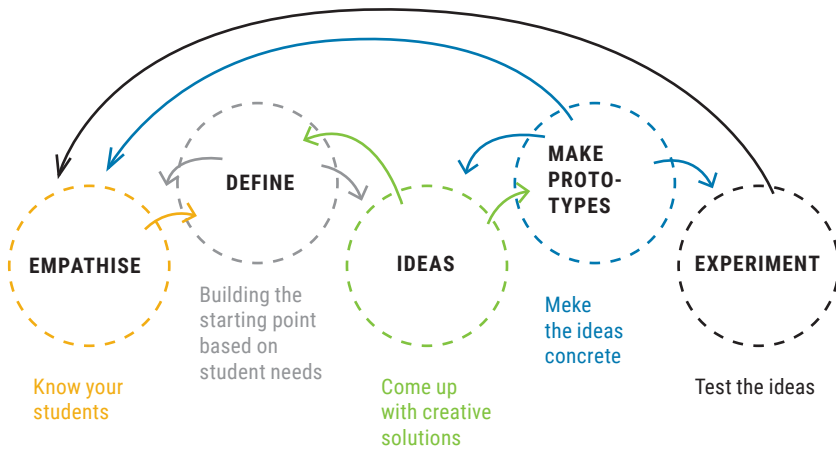 EMPATHISE
Know your
students
DEFINE
Building the
starting point
based on
student needs
IDEAS
Come up
with creative
solutions
MAKE
PROTO-
TYPES
Meke
the ideas
concrete
EXPERIMENT
Test the ideas